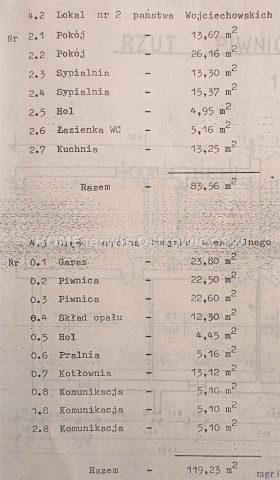 4.2 Lokal nr 2 państwa Wojciechowskich
Nr 2.1 Pokój - 13,67 m2
2.2 Pokój - 26,16 m2
2.3 Sypialnia - 13,30 m2
2.4 Sypialnia - 15,37 m2
2.5 Hol - 4,95 m2
2.6 Łazienka WC - 5,16 m2
2.7 Kuchnia - 13,25 m2
Razem - 83,56 m2
4.3
Nr 0.1 Garaz - 23,80 m2
0.2 Piwnica - 22,50 m2
0.3 Piwnica - 22,60 m2
0.4 Skład opału - 12,30 m2
0.5 Hol - 4,45 m2
0.6 Pralnia - 5,16 m2
0.7 Kotłownia - 13,12 m2
0.8 Komunikacja - 5,10 m2
1.8 Komunikacja - 5,10 m2
2.8 Komunikacja - 5,10 m2
Razem - 119,23 m2
mgr i
RZUT PIWNIC